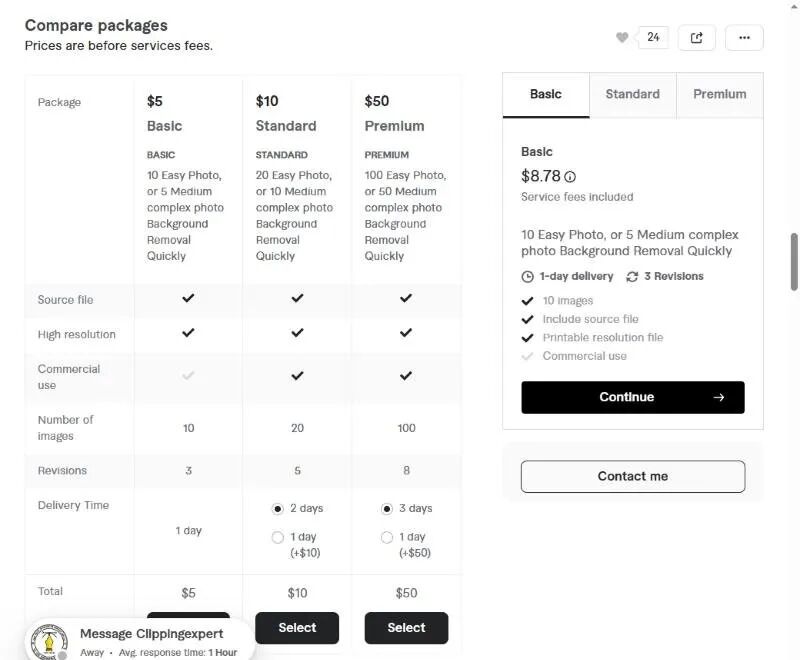 Compare packages
Prices are before services fees.
24
Package
$5
Basic
BASIC
10 Easy Photo,
or 5 Medium
complex photo
Background
Removal
Quickly
$10
Standard
STANDARD
20 Easy Photo,
or 10 Medium
complex photo
Background
Removal
Quickly
$50
Premium
PREMIUM
100 Easy Photo,
or 50 Medium
complex photo
Background
Removal
Quickly
Source file
High resolution
Commercial
use
Number of
images
10
20
100
Revisions
3
5
8
Delivery Time
1 day
2 days
1 day
(+$10)
3 days
1 day
(+$50)
Total
$5
$10
$50
Select
Select
Message Clippingexpert
Away • Avg. response time: 1 Hour
Basic
Standard
Premium
Basic
$8.78
Service fees included
10 Easy Photo, or 5 Medium complex
photo Background Removal Quickly
1-day delivery
3 Revisions
10 images
Include source file
Printable resolution file
Commercial use
Continue
Contact me